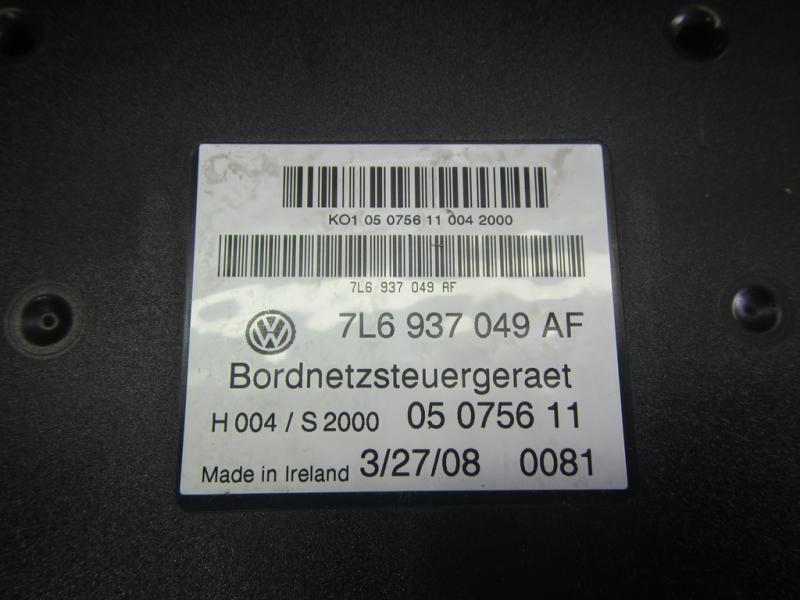 KO1 05 0756 11 004 2000
7L6 937 049 AF
VW 7L6 937 049 AF
Bordnetzsteuergeraet
H 004 / S 2000 05 0756 11
Made in Ireland 3/27/08 0081